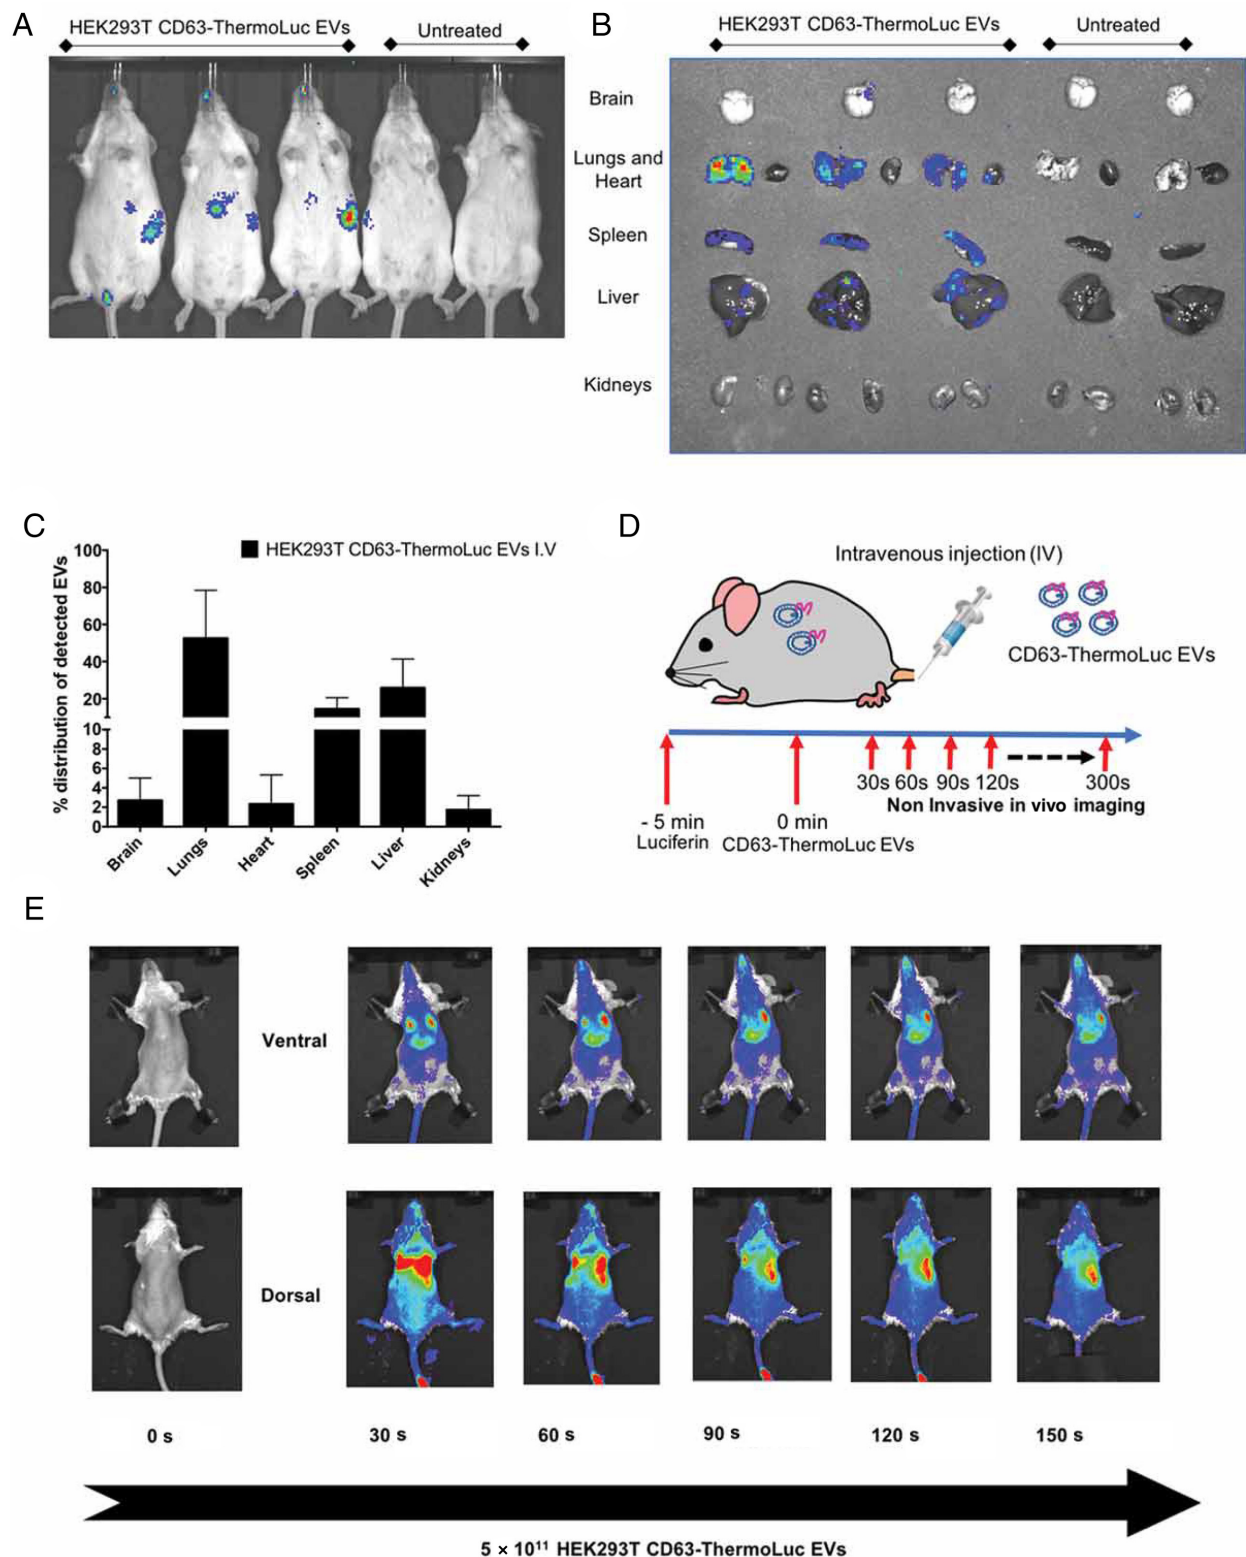 A
HEK293T CD63-ThermoLuc EVs
Untreated
B
HEK293T CD63-ThermoLuc EVs
Untreated
Brain
Lungs and
Heart
Spleen
Liver
Kidneys
C
HEK293T CD63-ThermoLuc EVs I.V
% distribution of detected EVs
100
80
60
40
20
10
8
6
4
2
0
Brain
Lungs
Heart
Spleen
Liver
Kidneys
D
Intravenous injection (IV)
CD63-ThermoLuc EVs
30s 60s 90s 120s 300s
Non Invasive in vivo imaging
- 5 min
Luciferin
0 min
CD63-ThermoLuc EVs
E
Ventral
Dorsal
0 s 30 s 60 s 90 s 120 s 150 s
5 × 10¹¹ HEK293T CD63-ThermoLuc EVs